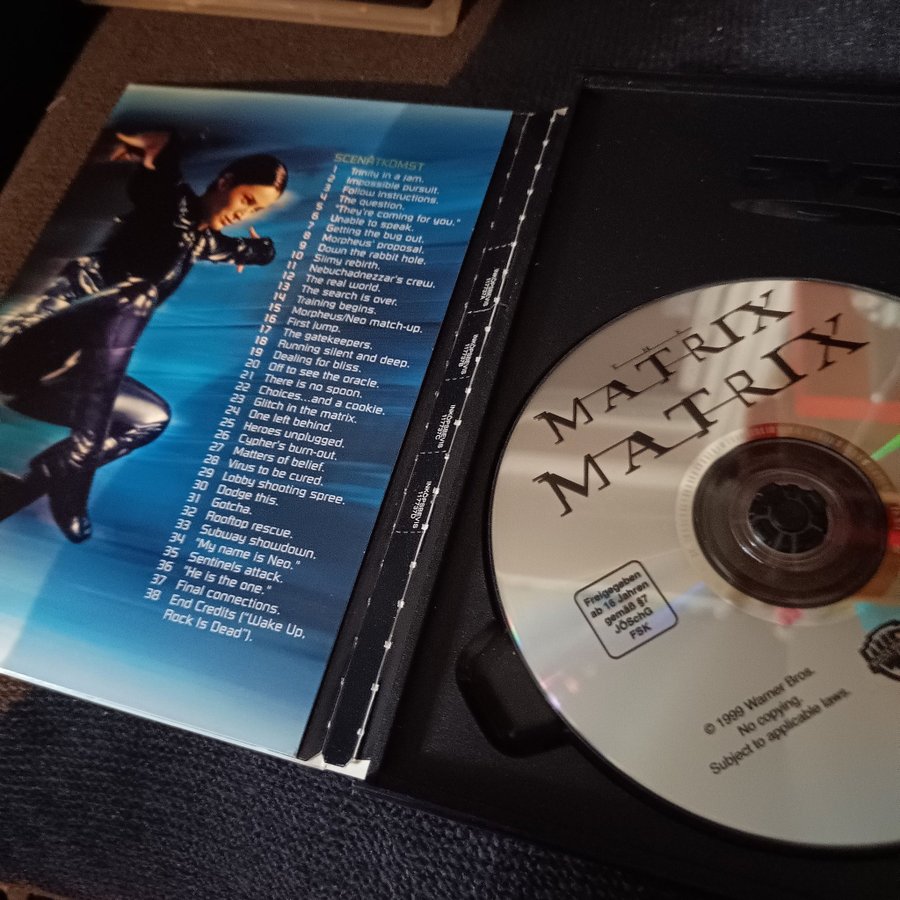 SCENÅTKOMST
1 Trinity in a jam.
2 Impossible pursuit.
3 Follow instructions.
4 The question.
5 "They're coming for you."
6 Unable to speak.
7 Getting the bug out.
8 Morpheus' proposal.
9 Down the rabbit hole.
10 Slimy rebirth.
11 Nebuchadnezzar's crew.
12 The real world.
13 The search is over.
14 Training begins.
15 Morpheus/Neo match-up.
16 First jump.
17 The gatekeepers.
18 Running silent and deep.
19 Dealing for bliss.
20 Off to see the oracle.
21 There is no spoon.
22 Choices...and a cookie.
23 Glitch in the matrix.
24 One left behind.
25 Heroes unplugged.
26 Cypher's burn-out.
27 Matters of belief.
28 Virus to be cured.
29 Lobby shooting spree.
30 Dodge this.
31 Gotcha.
32 Rooftop rescue.
33 Subway showdown.
34 "My name is Neo."
35 Sentinels attack.
36 "He is the one."
37 Final connections.
38 End Credits ("Wake Up,
Rock Is Dead").
INKÖPSBEVIS
1177370
INKÖPSBEVIS
1177370
INKÖPSBEVIS
1177370
INKÖPSBEVIS
1177370
THE
MATRIX
MATRIX
Freigegeben
ab 16 Jahren
gemäß §7
JÖSchG
FSK
© 1999 Warner Bros.
No copying.
Subject to applicable laws.